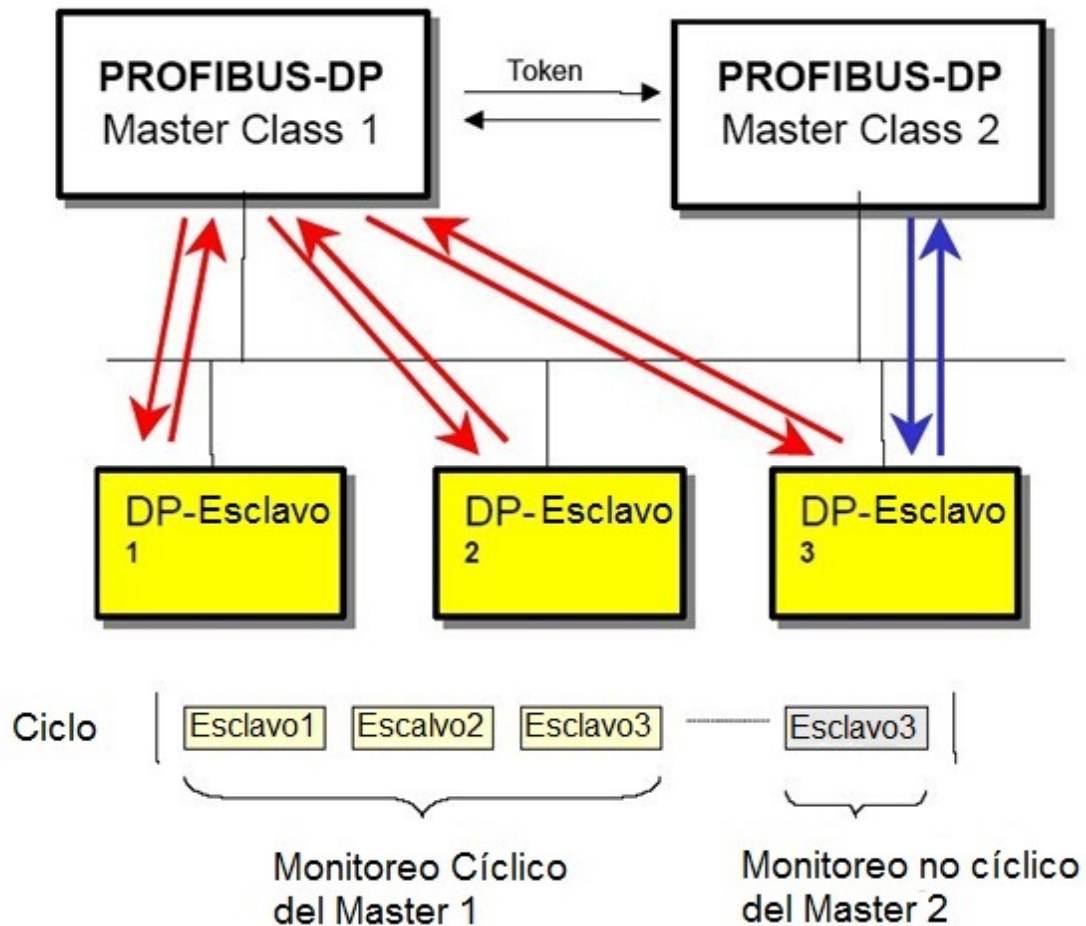 PROFIBUS-DP
Master Class 1
Token
PROFIBUS-DP
Master Class 2
DP-Esclavo
1
DP-Esclavo
2
DP-Esclavo
3
Ciclo
Esclavo1
Escalvo2
Esclavo3
Esclavo3
Monitoreo Cíclico
del Master 1
Monitoreo no cíclico
del Master 2